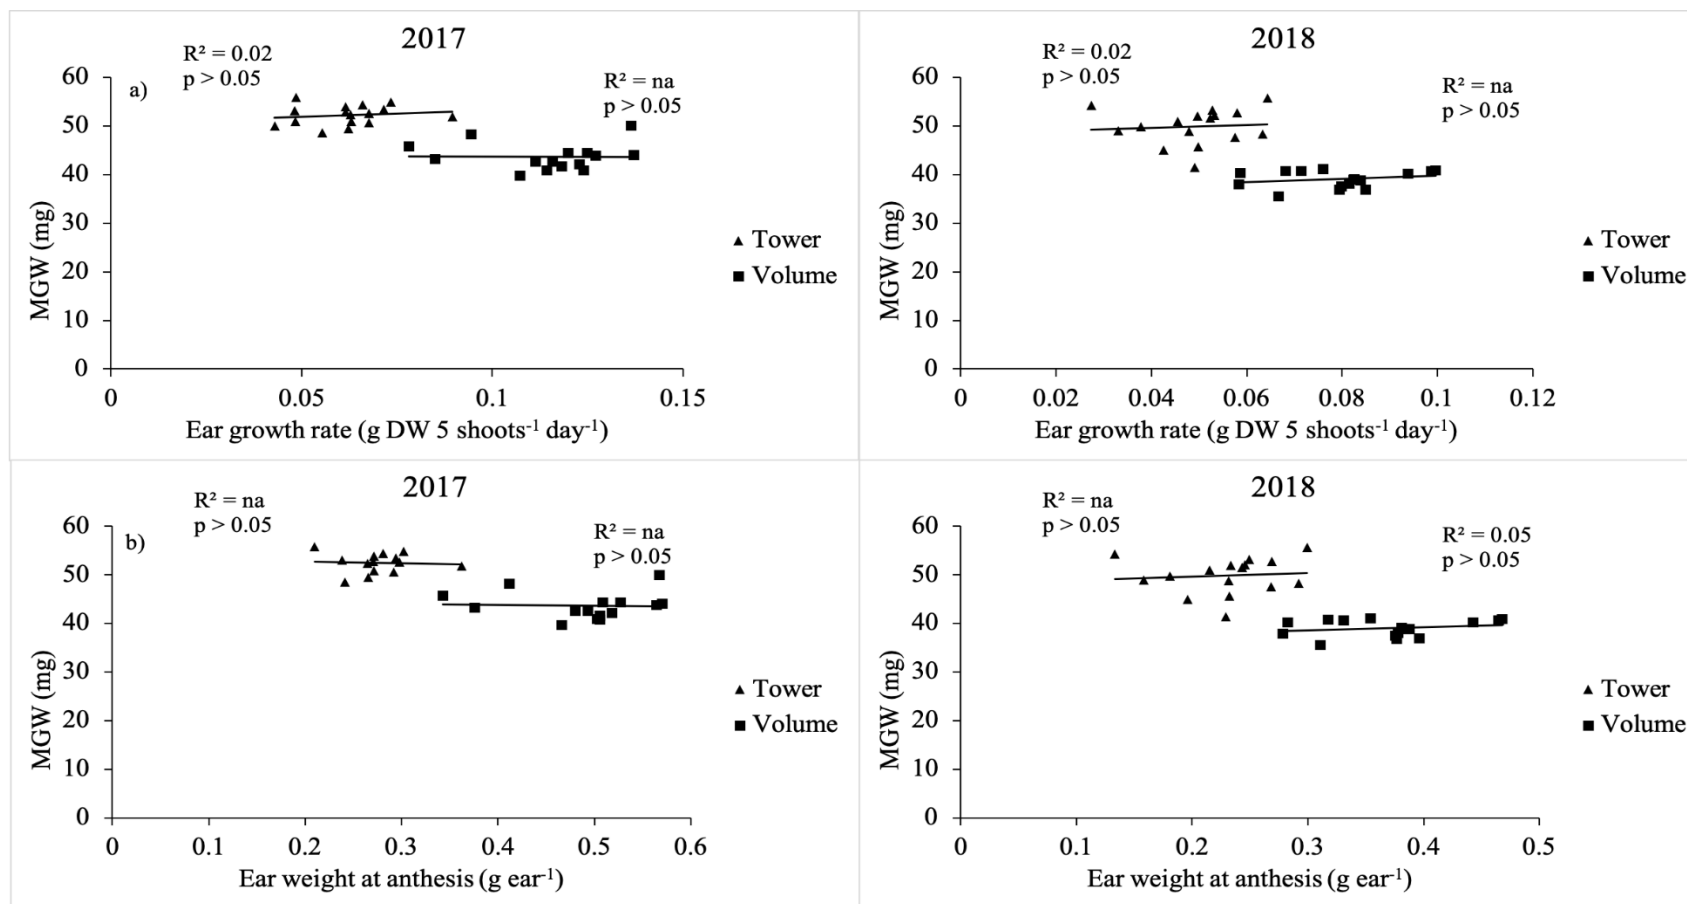 2017
R² = 0.02
p > 0.05
R² = na
p > 0.05
a)
60
50
40
30
20
10
0
MGW (mg)
Tower
Volume
0
0.05
0.1
0.15
Ear growth rate (g DW 5 shoots⁻¹ day⁻¹)
2018
R² = 0.02
p > 0.05
R² = na
p > 0.05
60
50
40
30
20
10
0
MGW (mg)
Tower
Volume
0
0.02
0.04
0.06
0.08
0.1
0.12
Ear growth rate (g DW 5 shoots⁻¹ day⁻¹)
2017
R² = na
p > 0.05
R² = na
p > 0.05
b)
60
50
40
30
20
10
0
MGW (mg)
Tower
Volume
0
0.1
0.2
0.3
0.4
0.5
0.6
Ear weight at anthesis (g ear⁻¹)
2018
R² = na
p > 0.05
R² = 0.05
p > 0.05
60
50
40
30
20
10
0
MGW (mg)
Tower
Volume
0
0.1
0.2
0.3
0.4
0.5
Ear weight at anthesis (g ear⁻¹)